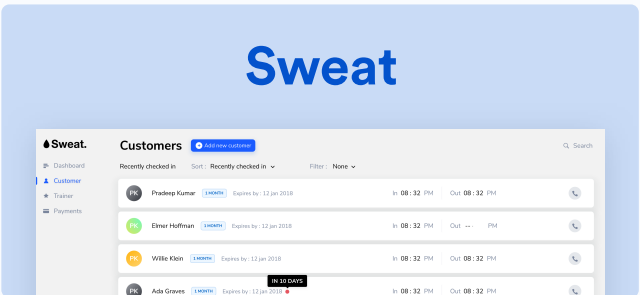 Sweat
Sweat.
Customers
Add new customer
Search
Dashboard
Customer
Trainer
Payments
Recently checked in Sort : Recently checked in Filter : None
PK Pradeep Kumar 1 MONTH Expires by : 12 jan 2018 In 08 : 32 PM Out 08 : 32 PM
PK Elmer Hoffman 1 MONTH Expires by : 12 jan 2018 In 08 : 32 PM Out -- · PM
PK Willie Klein 1 MONTH Expires by : 12 jan 2018 In 08 : 32 PM Out 08 : 32 PM
IN 10 DAYS
PK Ada Graves 1 MONTH Expires by : 12 jan 2018 In 08 : 32 PM Out 08 : 32 PM